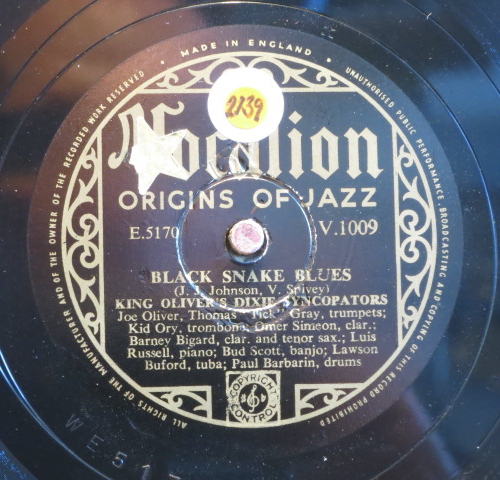 MADE IN ENGLAND
UNAUTHORISED PUBLIC PERFORMANCE · BROADCASTING AND COPYING OF THIS RECORD PROHIBITED
ALL RIGHTS OF THE MANUFACTURER AND OF THE OWNER OF THE RECORDED WORK RESERVED
2139
Vocalion
ORIGINS OF JAZZ
E.5170 V.1009
BLACK SNAKE BLUES
(J. J. Johnson, V. Spivey)
KING OLIVER'S DIXIE SYNCOPATORS
Joe Oliver, Thomas "Tick" Gray, trumpets;
Kid Ory, trombone; Omer Simeon, clar.;
Barney Bigard, clar. and tenor sax.; Luis
Russell, piano; Bud Scott, banjo; Lawson
Buford, tuba; Paul Barbarin, drums
COPYRIGHT
CONTROL
WE 51